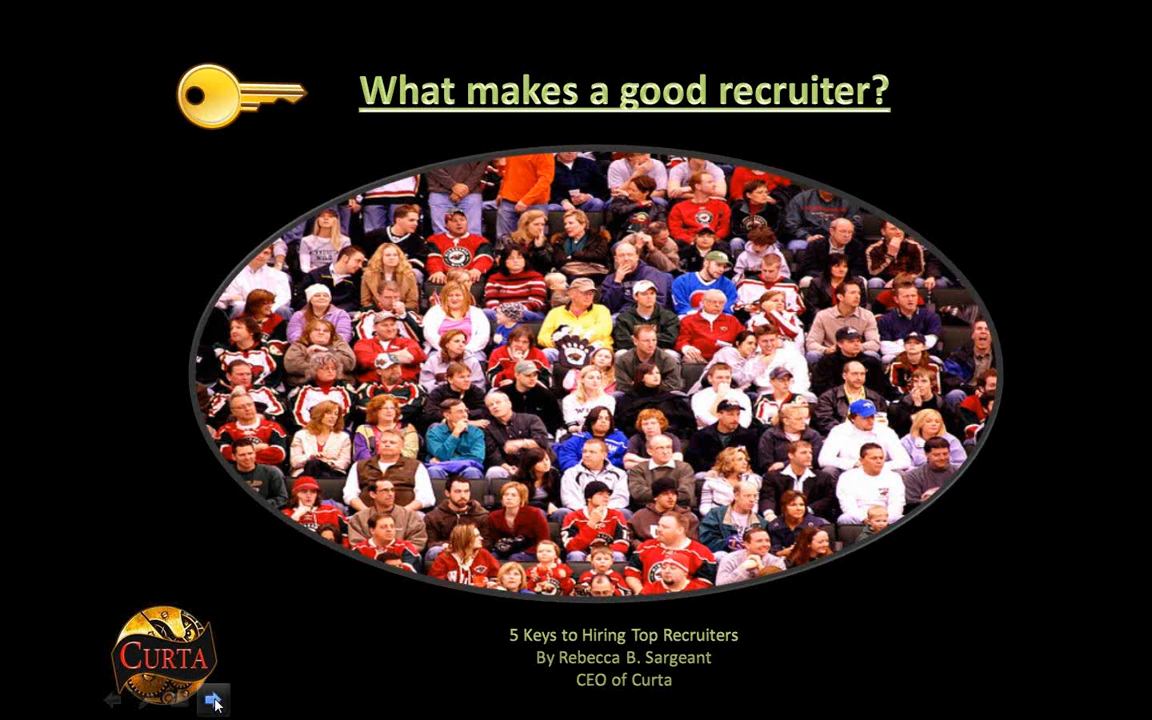 What makes a good recruiter?
5 Keys to Hiring Top Recruiters
By Rebecca B. Sargeant
CEO of Curta
CURTA